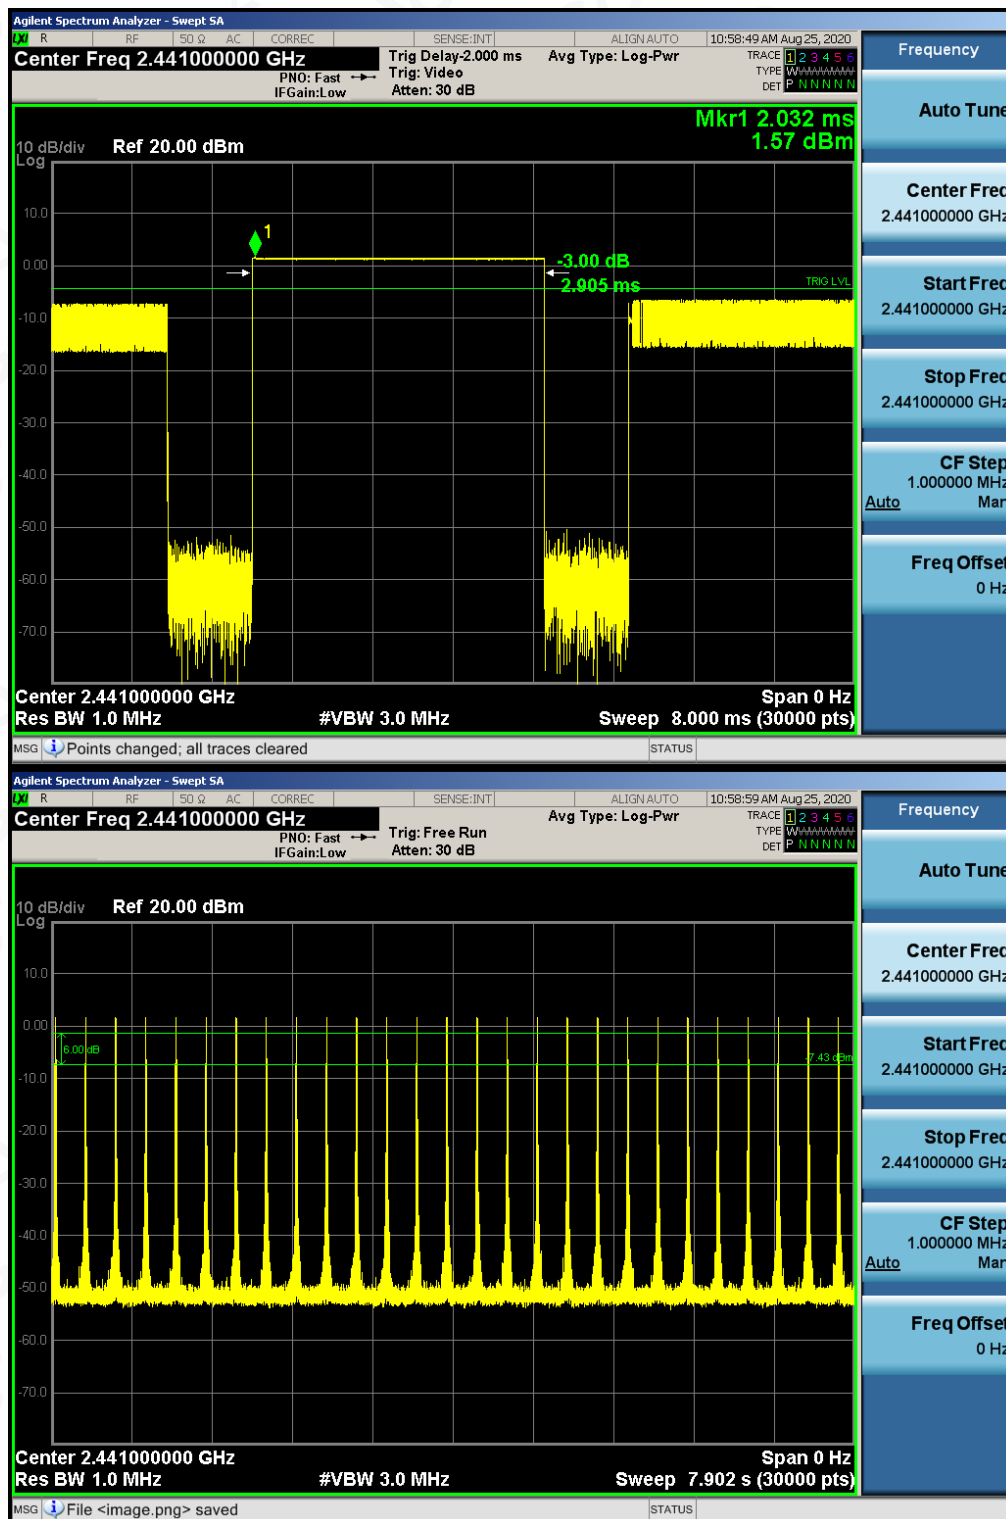 Agilent Spectrum Analyzer - Swept SA
LXI R RF 50 Ω AC CORREC SENSE:INT ALIGN AUTO 10:58:49 AM Aug 25, 2020
Center Freq 2.441000000 GHz
PNO: Fast
IFGain:Low
Trig Delay-2.000 ms
Trig: Video
Atten: 30 dB
Avg Type: Log-Pwr
TRACE 1 2 3 4 5 6
TYPE W
DET P N N N N N
Mkr1 2.032 ms
1.57 dBm
10 dB/div Ref 20.00 dBm
Log
10.0
0.00
-10.0
-20.0
-30.0
-40.0
-50.0
-60.0
-70.0
1
-3.00 dB
2.905 ms
TRIG LVL
Center 2.441000000 GHz Span 0 Hz
Res BW 1.0 MHz #VBW 3.0 MHz Sweep 8.000 ms (30000 pts)
MSG Points changed; all traces cleared STATUS
Frequency
Auto Tune
Center Freq
2.441000000 GHz
Start Freq
2.441000000 GHz
Stop Freq
2.441000000 GHz
CF Step
1.000000 MHz
Auto Man
Freq Offset
0 Hz
Agilent Spectrum Analyzer - Swept SA
LXI R RF 50 Ω AC CORREC SENSE:INT ALIGN AUTO 10:58:59 AM Aug 25, 2020
Center Freq 2.441000000 GHz
PNO: Fast
IFGain:Low
Trig: Free Run
Atten: 30 dB
Avg Type: Log-Pwr
TRACE 1 2 3 4 5 6
TYPE W
DET P N N N N N
10 dB/div Ref 20.00 dBm
Log
10.0
0.00
-10.0
-20.0
-30.0
-40.0
-50.0
-60.0
-70.0
6.00 dB
-7.43 dBm
Center 2.441000000 GHz Span 0 Hz
Res BW 1.0 MHz #VBW 3.0 MHz Sweep 7.902 s (30000 pts)
MSG File <image.png> saved STATUS
Frequency
Auto Tune
Center Freq
2.441000000 GHz
Start Freq
2.441000000 GHz
Stop Freq
2.441000000 GHz
CF Step
1.000000 MHz
Auto Man
Freq Offset
0 Hz